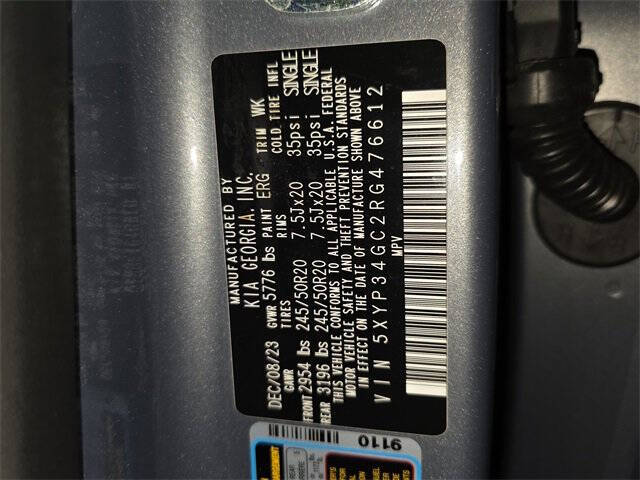 MANUFACTURED BY
KIA GEORGIA, INC.
DEC/08/23 GVWR 5776 lbs PAINT ERG TRIM WK
GAWR TIRES RIMS COLD TIRE INFL
FRONT 2954 lbs 245/50R20 7.5Jx20 35psi SINGLE
REAR 3196 lbs 245/50R20 7.5Jx20 35psi SINGLE
THIS VEHICLE CONFORMS TO ALL APPLICABLE U.S.A. FEDERAL
MOTOR VEHICLE SAFETY AND THEFT PREVENTION STANDARDS
IN EFFECT ON THE DATE OF MANUFACTURE SHOWN ABOVE
VIN 5XYP34GC2RG476612
MPV
9110